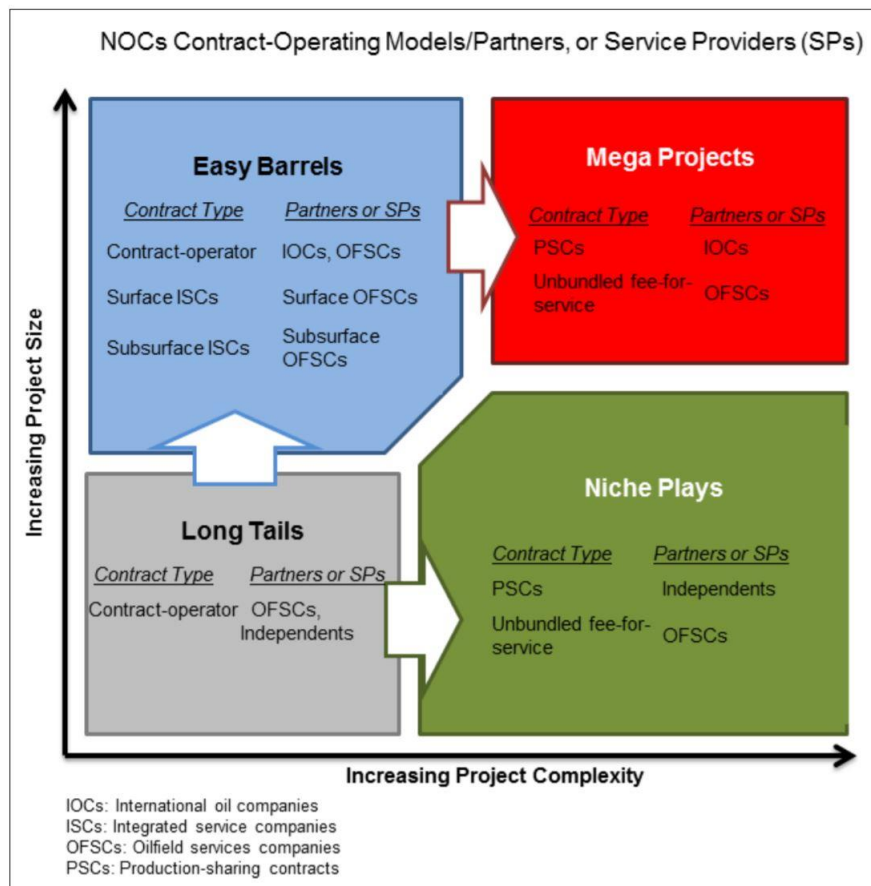 NOCs Contract-Operating Models/Partners, or Service Providers (SPs)
Increasing Project Size
Easy Barrels
Contract Type Partners or SPs
Contract-operator IOCs, OFSCs
Surface ISCs Surface OFSCs
Subsurface ISCs Subsurface
OFSCs
Mega Projects
Contract Type Partners or SPs
PSCs IOCs
Unbundled fee-for-
service OFSCs
Long Tails
Contract Type Partners or SPs
Contract-operator OFSCs,
Independents
Niche Plays
Contract Type Partners or SPs
PSCs Independents
Unbundled fee-for-
service OFSCs
Increasing Project Complexity
IOCs: International oil companies
ISCs: Integrated service companies
OFSCs: Oilfield services companies
PSCs: Production-sharing contracts